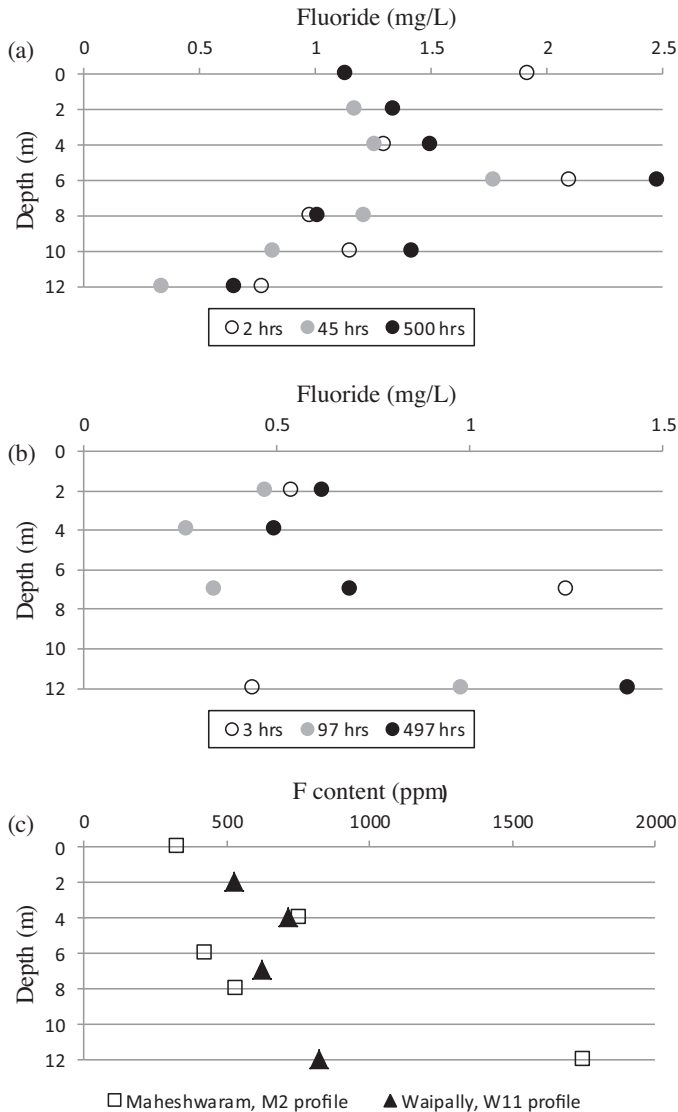 Fluoride (mg/L)
0 0.5 1 1.5 2 2.5
(a)
0
2
4
6
8
10
12
Depth (m)
2 hrs 45 hrs 500 hrs
Fluoride (mg/L)
0 0.5 1 1.5
(b)
0
2
4
6
8
10
12
Depth (m)
3 hrs 97 hrs 497 hrs
F content (ppm)
0 500 1000 1500 2000
(c)
0
2
4
6
8
10
12
Depth (m)
Maheshwaram, M2 profile Waipally, W11 profile